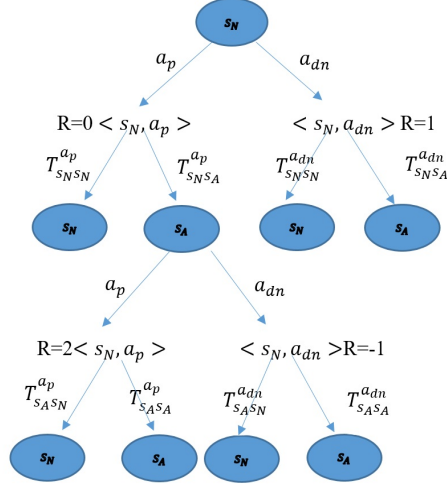 s_N
a_p a_dn
R=0 < s_N, a_p > < s_N, a_dn > R=1
T^{a_p}_{s_N s_N} T^{a_p}_{s_N s_A} T^{a_dn}_{s_N s_N} T^{a_dn}_{s_N s_A}
s_N s_A s_N s_A
a_p a_dn
R=2< s_N, a_p > < s_N, a_dn >R=-1
T^{a_p}_{s_A s_N} T^{a_p}_{s_A s_A} T^{a_dn}_{s_A s_N} T^{a_dn}_{s_A s_A}
s_N s_A s_N s_A